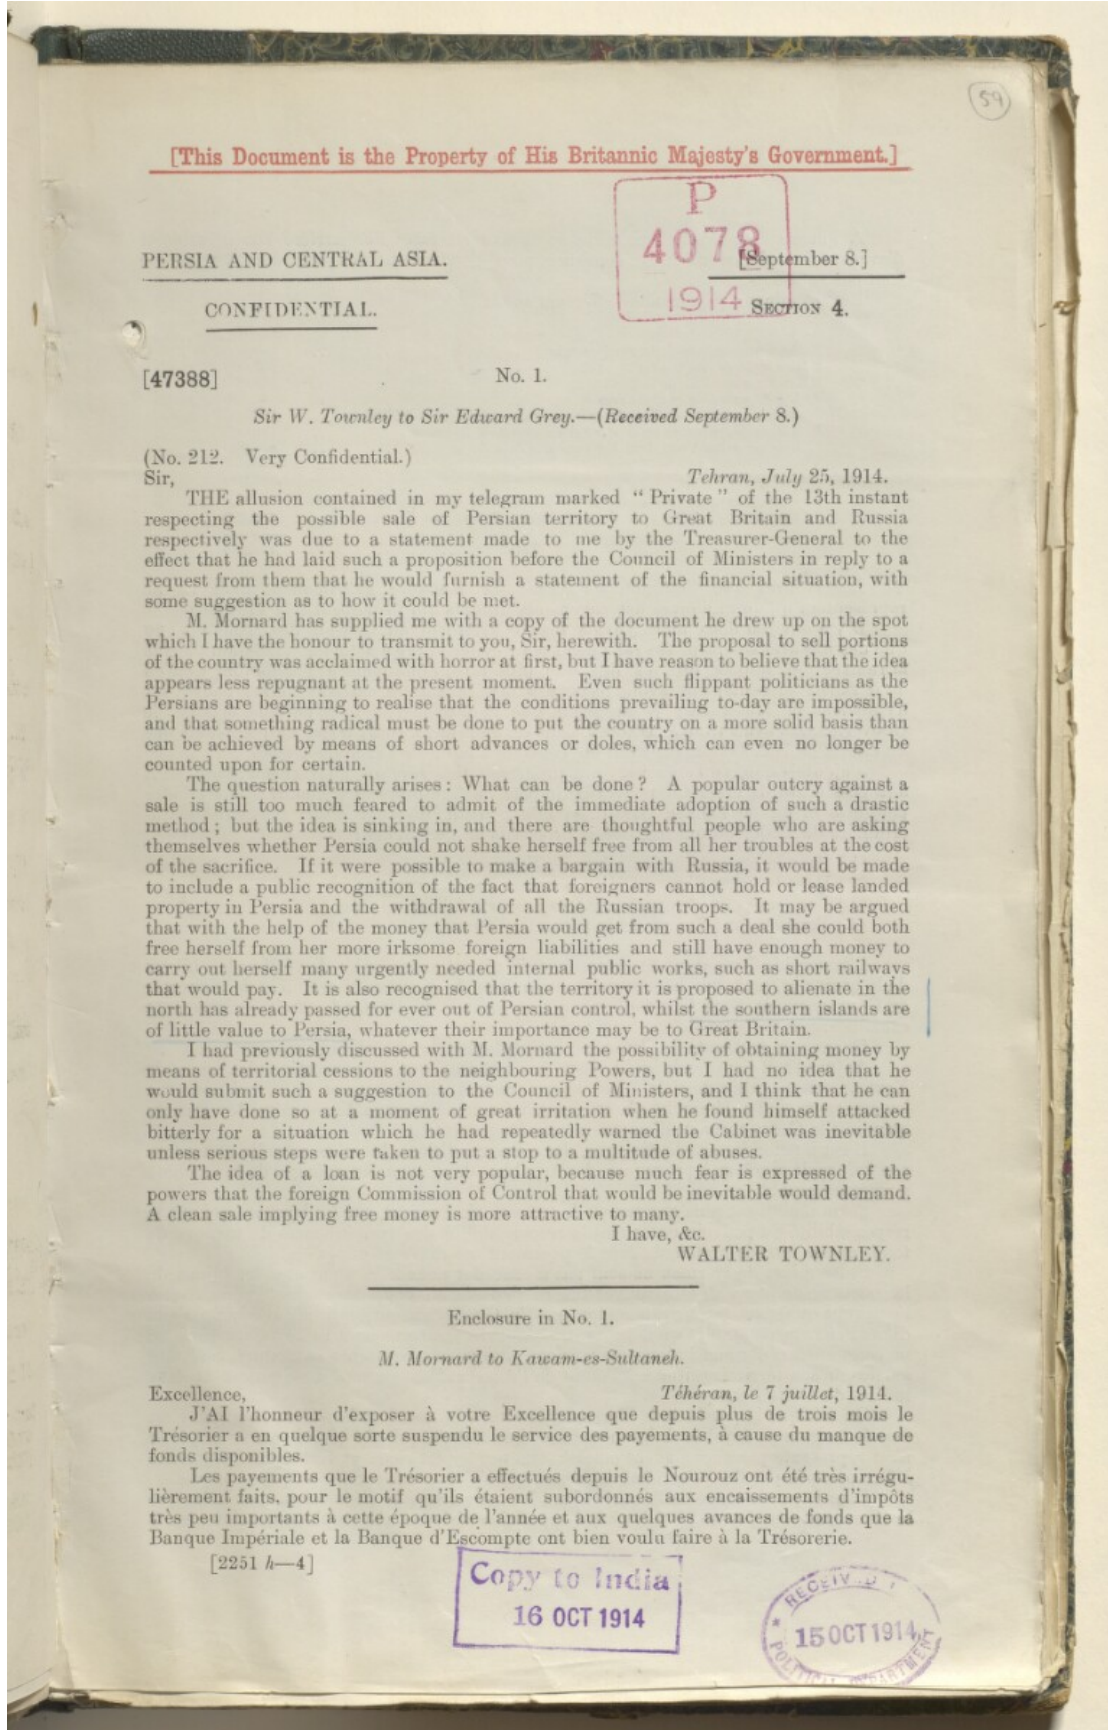 59
[This Document is the Property of His Britannic Majesty's Government.]
P
4078
1914
PERSIA AND CENTRAL ASIA.
[September 8.]
CONFIDENTIAL.
SECTION 4.
[47388]
No. 1.
Sir W. Townley to Sir Edward Grey.—(Received September 8.)
(No. 212. Very Confidential.)
Sir,
Tehran, July 25, 1914.
THE allusion contained in my telegram marked "Private" of the 13th instant
respecting the possible sale of Persian territory to Great Britain and Russia
respectively was due to a statement made to me by the Treasurer-General to the
effect that he had laid such a proposition before the Council of Ministers in reply to a
request from them that he would furnish a statement of the financial situation, with
some suggestion as to how it could be met.
M. Mornard has supplied me with a copy of the document he drew up on the spot
which I have the honour to transmit to you, Sir, herewith. The proposal to sell portions
of the country was acclaimed with horror at first, but I have reason to believe that the idea
appears less repugnant at the present moment. Even such flippant politicians as the
Persians are beginning to realise that the conditions prevailing to-day are impossible,
and that something radical must be done to put the country on a more solid basis than
can be achieved by means of short advances or doles, which can even no longer be
counted upon for certain.
The question naturally arises: What can be done? A popular outcry against a
sale is still too much feared to admit of the immediate adoption of such a drastic
method; but the idea is sinking in, and there are thoughtful people who are asking
themselves whether Persia could not shake herself free from all her troubles at the cost
of the sacrifice. If it were possible to make a bargain with Russia, it would be made
to include a public recognition of the fact that foreigners cannot hold or lease landed
property in Persia and the withdrawal of all the Russian troops. It may be argued
that with the help of the money that Persia would get from such a deal she could both
free herself from her more irksome foreign liabilities and still have enough money to
carry out herself many urgently needed internal public works, such as short railways
that would pay. It is also recognised that the territory it is proposed to alienate in the
north has already passed for ever out of Persian control, whilst the southern islands are
of little value to Persia, whatever their importance may be to Great Britain.
I had previously discussed with M. Mornard the possibility of obtaining money by
means of territorial cessions to the neighbouring Powers, but I had no idea that he
would submit such a suggestion to the Council of Ministers, and I think that he can
only have done so at a moment of great irritation when he found himself attacked
bitterly for a situation which he had repeatedly warned the Cabinet was inevitable
unless serious steps were taken to put a stop to a multitude of abuses.
The idea of a loan is not very popular, because much fear is expressed of the
powers that the foreign Commission of Control that would be inevitable would demand.
A clean sale implying free money is more attractive to many.
I have, &c.
WALTER TOWNLEY.
Enclosure in No. 1.
M. Mornard to Kawam-es-Sultaneh.
Excellence,
Téhéran, le 7 juillet, 1914.
J'AI l'honneur d'exposer à votre Excellence que depuis plus de trois mois le
Trésorier a en quelque sorte suspendu le service des payements, à cause du manque de
fonds disponibles.
Les payements que le Trésorier a effectués depuis le Nourouz ont été très irrégu-
lièrement faits, pour le motif qu'ils étaient subordonnés aux encaissements d'impôts
très peu importants à cette époque de l'année et aux quelques avances de fonds que la
Banque Impériale et la Banque d'Escompte ont bien voulu faire à la Trésorerie.
[2251 h—4]
Copy to India
16 OCT 1914
RECEIVED
15 OCT 1914
POLITICAL DEPARTMENT